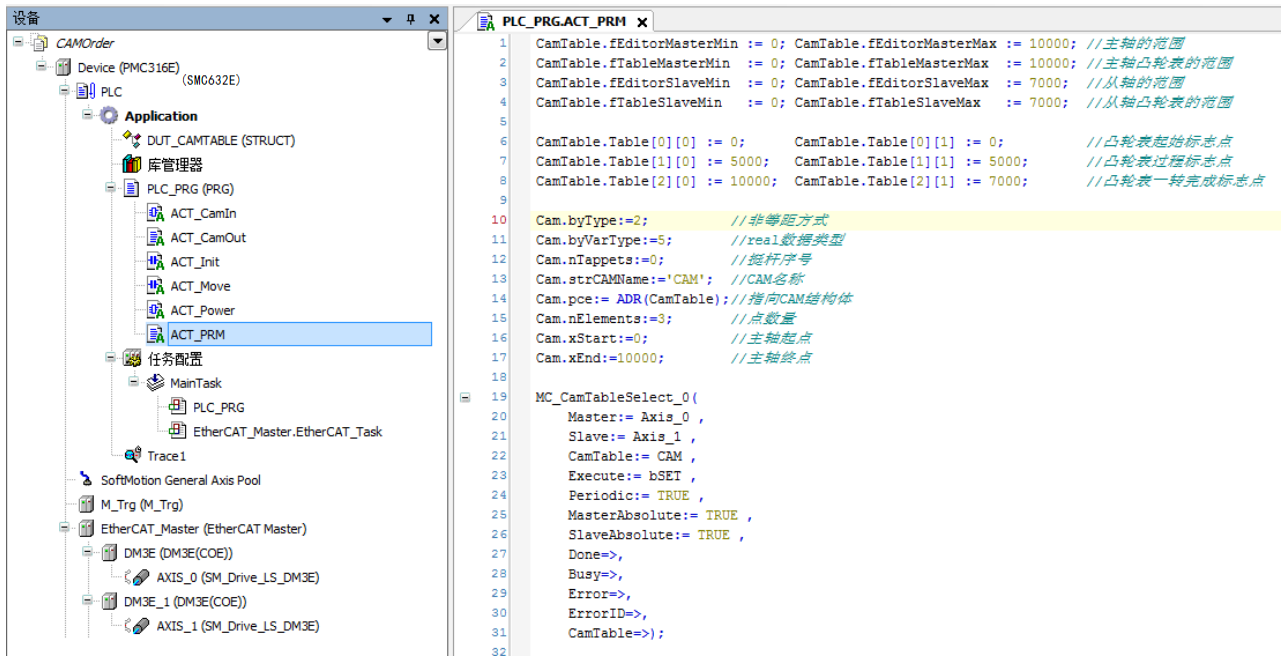 设备
CAMOrder
Device (PMC316E)
(SMC632E)
PLC
Application
DUT_CAMTABLE (STRUCT)
库管理器
PLC_PRG (PRG)
ACT_CamIn
ACT_CamOut
ACT_Init
ACT_Move
ACT_Power
ACT_PRM
任务配置
MainTask
PLC_PRG
EtherCAT_Master.EtherCAT_Task
Trace1
SoftMotion General Axis Pool
M_Trg (M_Trg)
EtherCAT_Master (EtherCAT Master)
DM3E (DM3E(COE))
AXIS_0 (SM_Drive_LS_DM3E)
DM3E_1 (DM3E(COE))
AXIS_1 (SM_Drive_LS_DM3E)
PLC_PRG.ACT_PRM
1 CamTable.fEditorMasterMin := 0; CamTable.fEditorMasterMax := 10000; //主轴的范围
2 CamTable.fTableMasterMin := 0; CamTable.fTableMasterMax := 10000; //主轴凸轮表的范围
3 CamTable.fEditorSlaveMin := 0; CamTable.fEditorSlaveMax := 7000; //从轴的范围
4 CamTable.fTableSlaveMin := 0; CamTable.fTableSlaveMax := 7000; //从轴凸轮表的范围
5
6 CamTable.Table[0][0] := 0; CamTable.Table[0][1] := 0; //凸轮表起始标志点
7 CamTable.Table[1][0] := 5000; CamTable.Table[1][1] := 5000; //凸轮表过程标志点
8 CamTable.Table[2][0] := 10000; CamTable.Table[2][1] := 7000; //凸轮表一转完成标志点
9
10 Cam.byType:=2; //非等距方式
11 Cam.byVarType:=5; //real数据类型
12 Cam.nTappets:=0; //挺杆序号
13 Cam.strCAMName:='CAM'; //CAM名称
14 Cam.pce:= ADR(CamTable);//指向CAM结构体
15 Cam.nElements:=3; //点数量
16 Cam.xStart:=0; //主轴起点
17 Cam.xEnd:=10000; //主轴终点
18
19 MC_CamTableSelect_0(
20 Master:= Axis_0 ,
21 Slave:= Axis_1 ,
22 CamTable:= CAM ,
23 Execute:= bSET ,
24 Periodic:= TRUE ,
25 MasterAbsolute:= TRUE ,
26 SlaveAbsolute:= TRUE ,
27 Done=>,
28 Busy=>,
29 Error=>,
30 ErrorID=>,
31 CamTable=>);
32